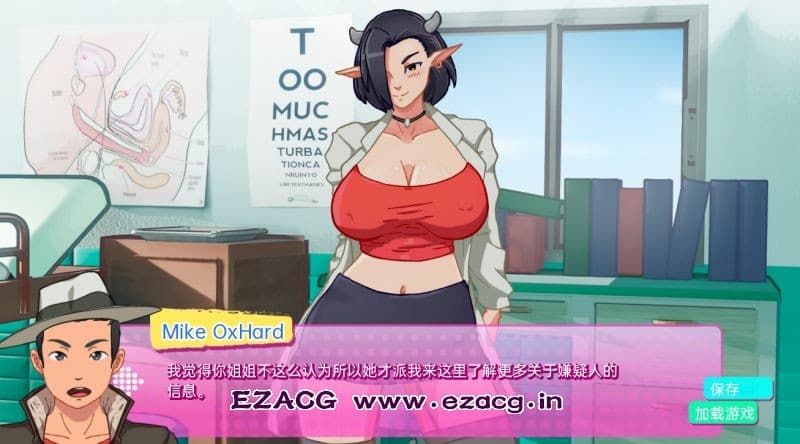 T
OO
MUC
HMAS
TURBA
TIONCA
NRUINYO
UREYESTHANKS
Mike OxHard
我觉得你姐姐不这么认为所以她才派我来这里了解更多关于嫌疑人的
信息。
EZACG www.ezacg.in
保存
加载游戏